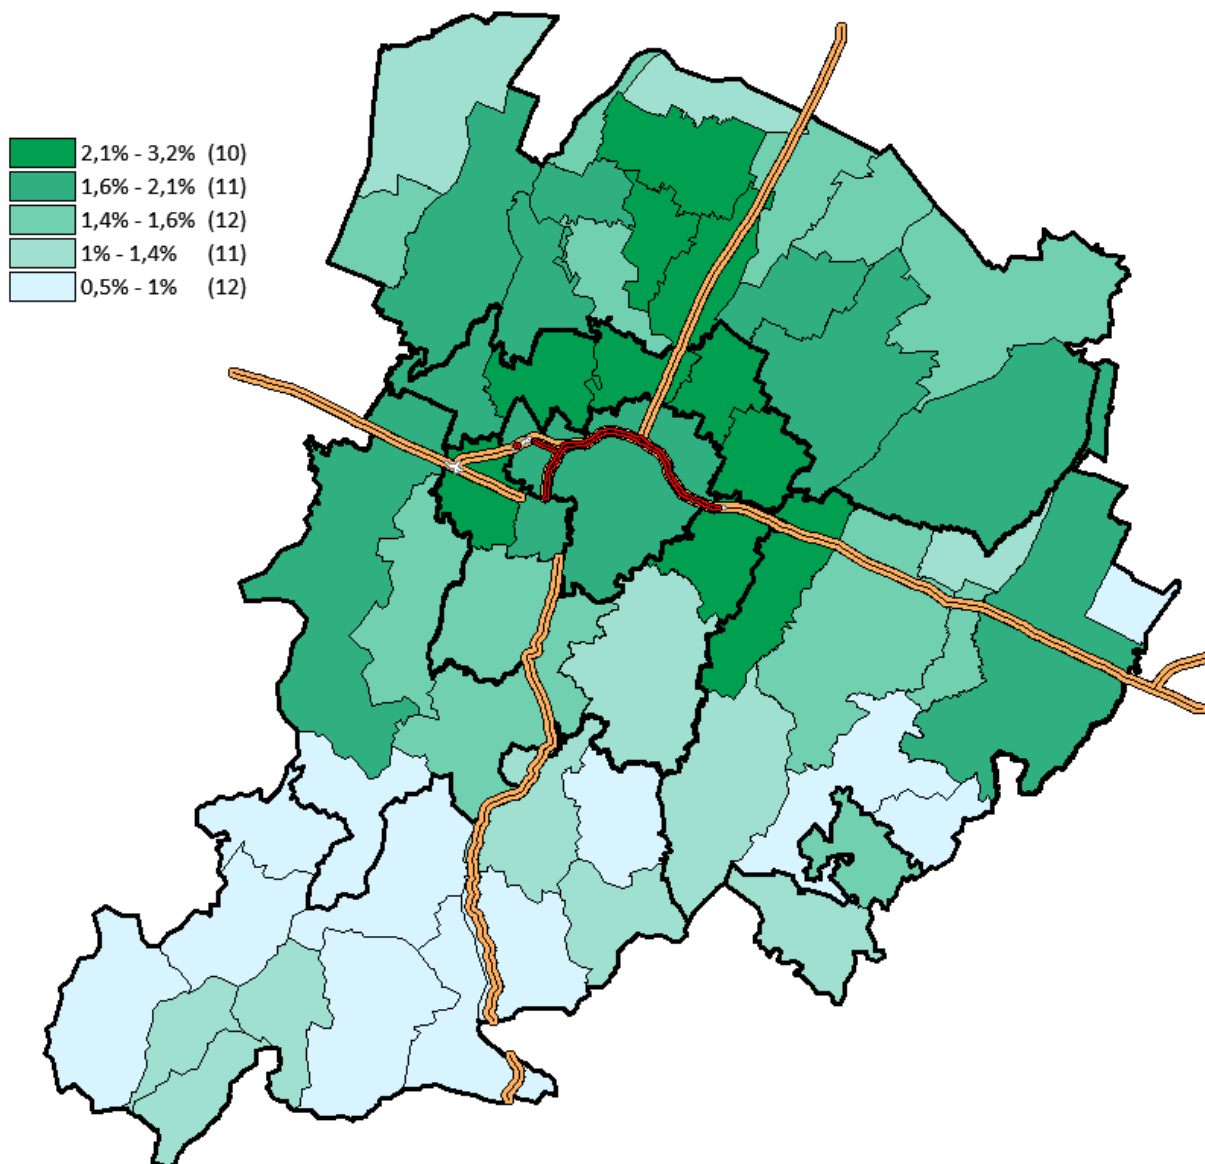 2,1% - 3,2% (10)
1,6% - 2,1% (11)
1,4% - 1,6% (12)
1% - 1,4% (11)
0,5% - 1% (12)